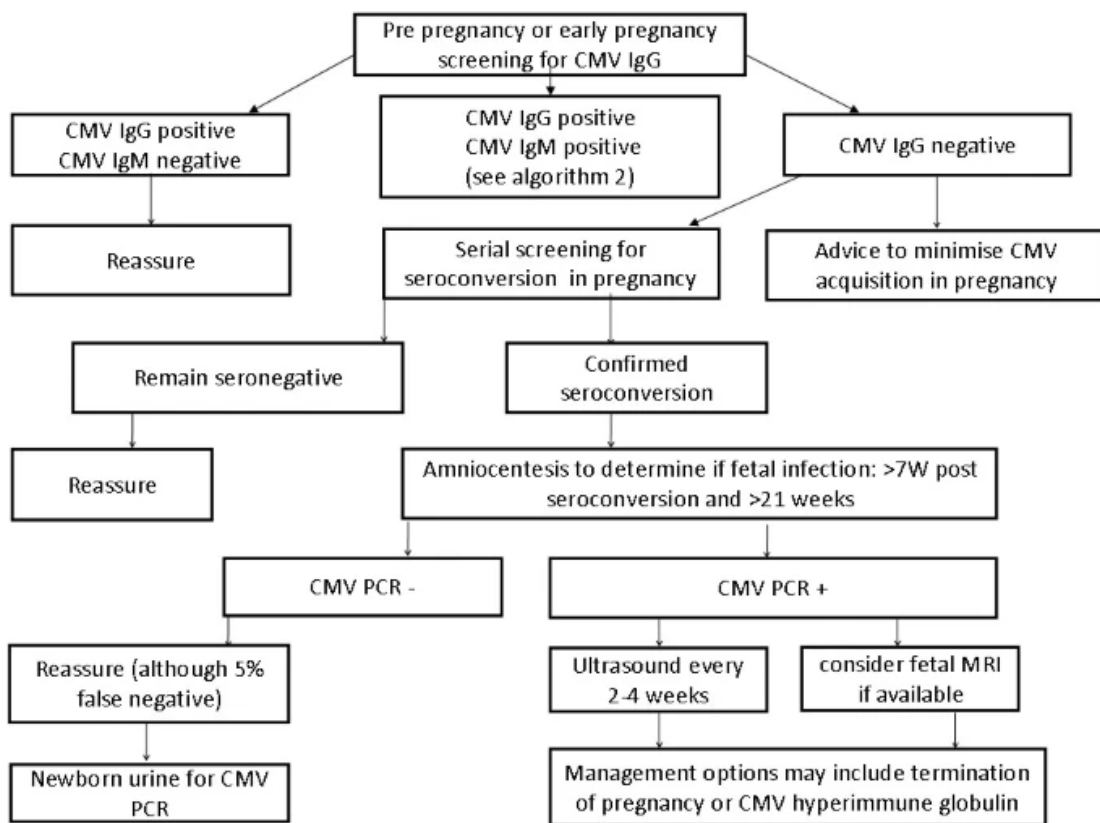 Pre pregnancy or early pregnancy
screening for CMV IgG
CMV IgG positive
CMV IgM negative
CMV IgG positive
CMV IgM positive
(see algorithm 2)
CMV IgG negative
Reassure
Serial screening for
seroconversion in pregnancy
Advice to minimise CMV
acquisition in pregnancy
Remain seronegative
Confirmed
seroconversion
Reassure
Amniocentesis to determine if fetal infection: >7W post
seroconversion and >21 weeks
CMV PCR -
CMV PCR +
Reassure (although 5%
false negative)
Ultrasound every
2-4 weeks
consider fetal MRI
if available
Newborn urine for CMV
PCR
Management options may include termination
of pregnancy or CMV hyperimmune globulin